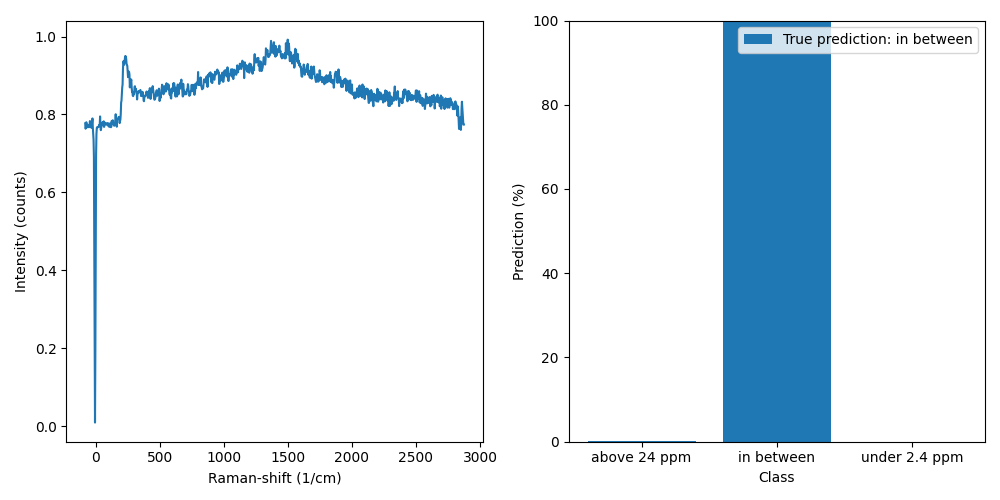 1.0
0.8
0.6
0.4
0.2
0.0
Intensity (counts)
0 500 1000 1500 2000 2500 3000
Raman-shift (1/cm)
100
80
60
40
20
0
Prediction (%)
True prediction: in between
above 24 ppm in between under 2.4 ppm
Class